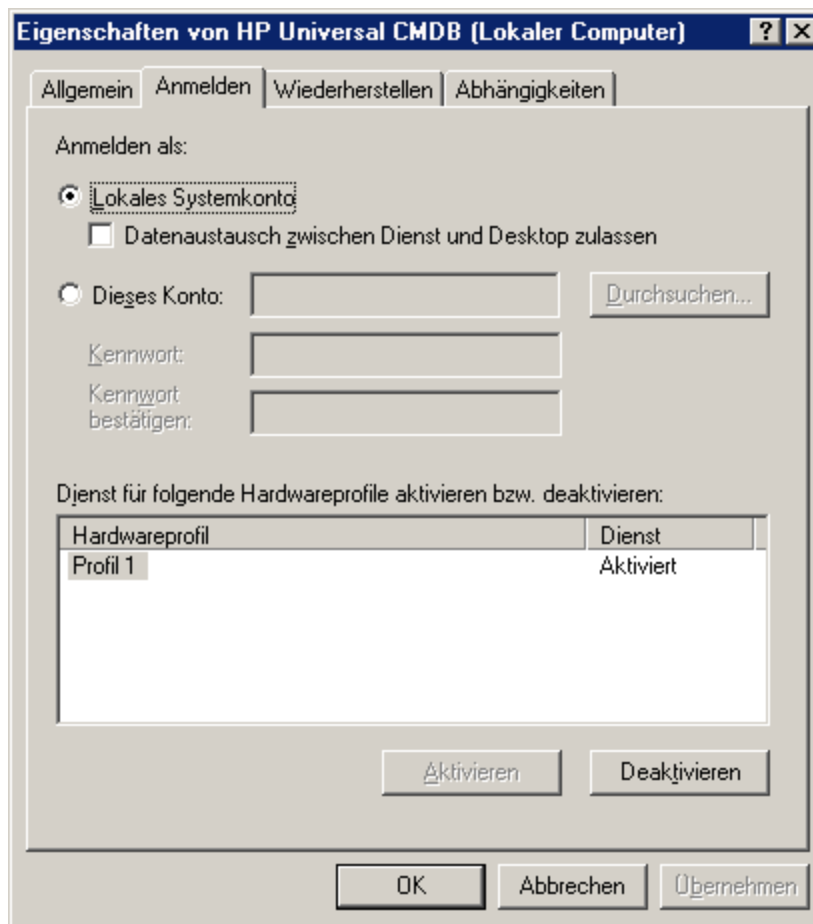 Eigenschaften von HP Universal CMDB (Lokaler Computer)
Allgemein Anmelden Wiederherstellen Abhängigkeiten
Anmelden als:
Lokales Systemkonto
Datenaustausch zwischen Dienst und Desktop zulassen
Dieses Konto: Durchsuchen...
Kennwort:
Kennwort
bestätigen:
Dienst für folgende Hardwareprofile aktivieren bzw. deaktivieren:
Hardwareprofil Dienst
Profil 1 Aktiviert
Aktivieren Deaktivieren
OK Abbrechen Übernehmen